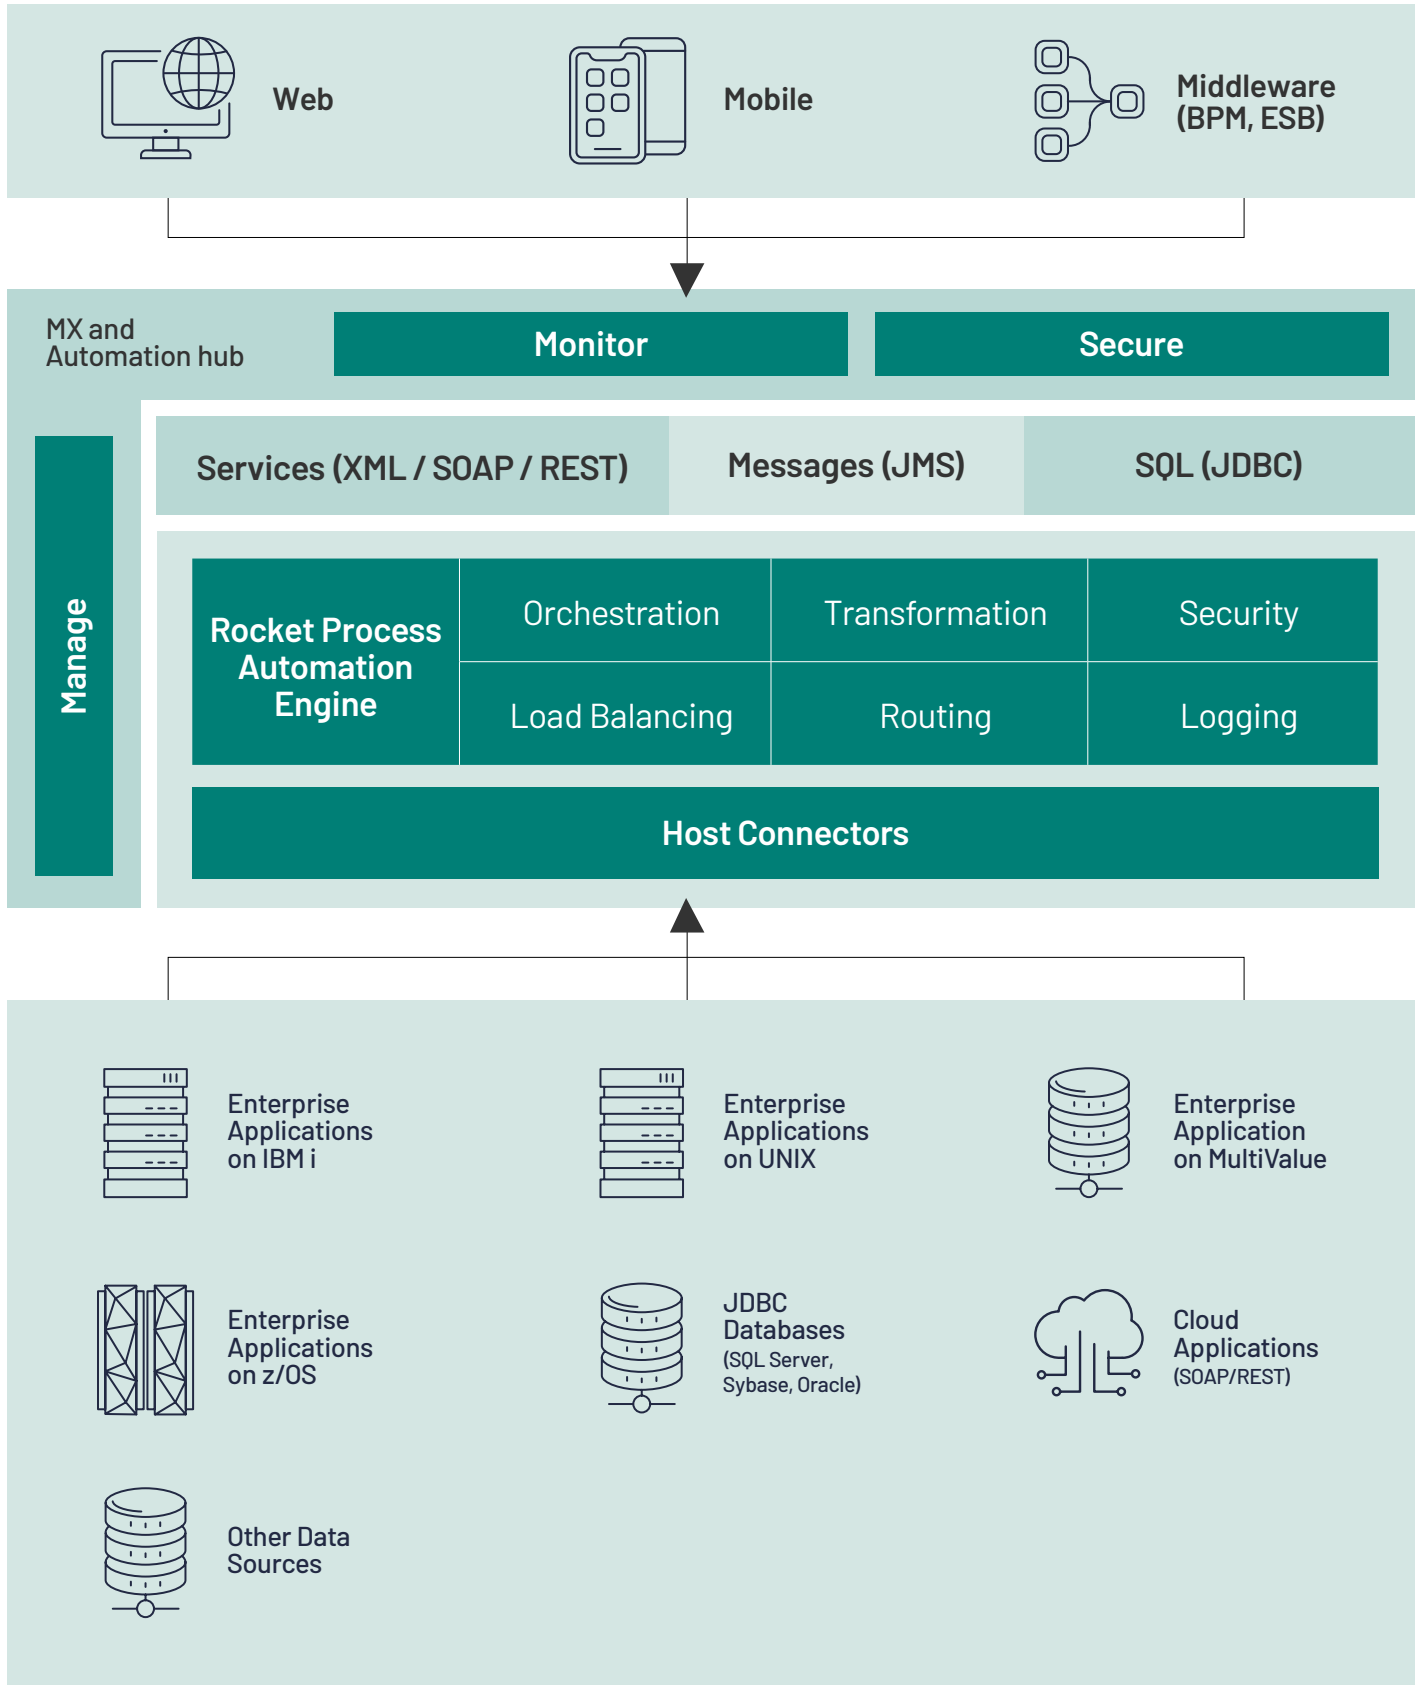 Web
Mobile
Middleware
(BPM, ESB)
MX and
Automation hub
Monitor
Secure
Manage
Services (XML / SOAP / REST)
Messages (JMS)
SQL (JDBC)
Rocket Process
Automation
Engine
Orchestration
Transformation
Security
Load Balancing
Routing
Logging
Host Connectors
Enterprise
Applications
on IBM i
Enterprise
Applications
on UNIX
Enterprise
Application
on MultiValue
Enterprise
Applications
on z/OS
JDBC
Databases
(SQL Server,
Sybase, Oracle)
Cloud
Applications
(SOAP/REST)
Other Data
Sources